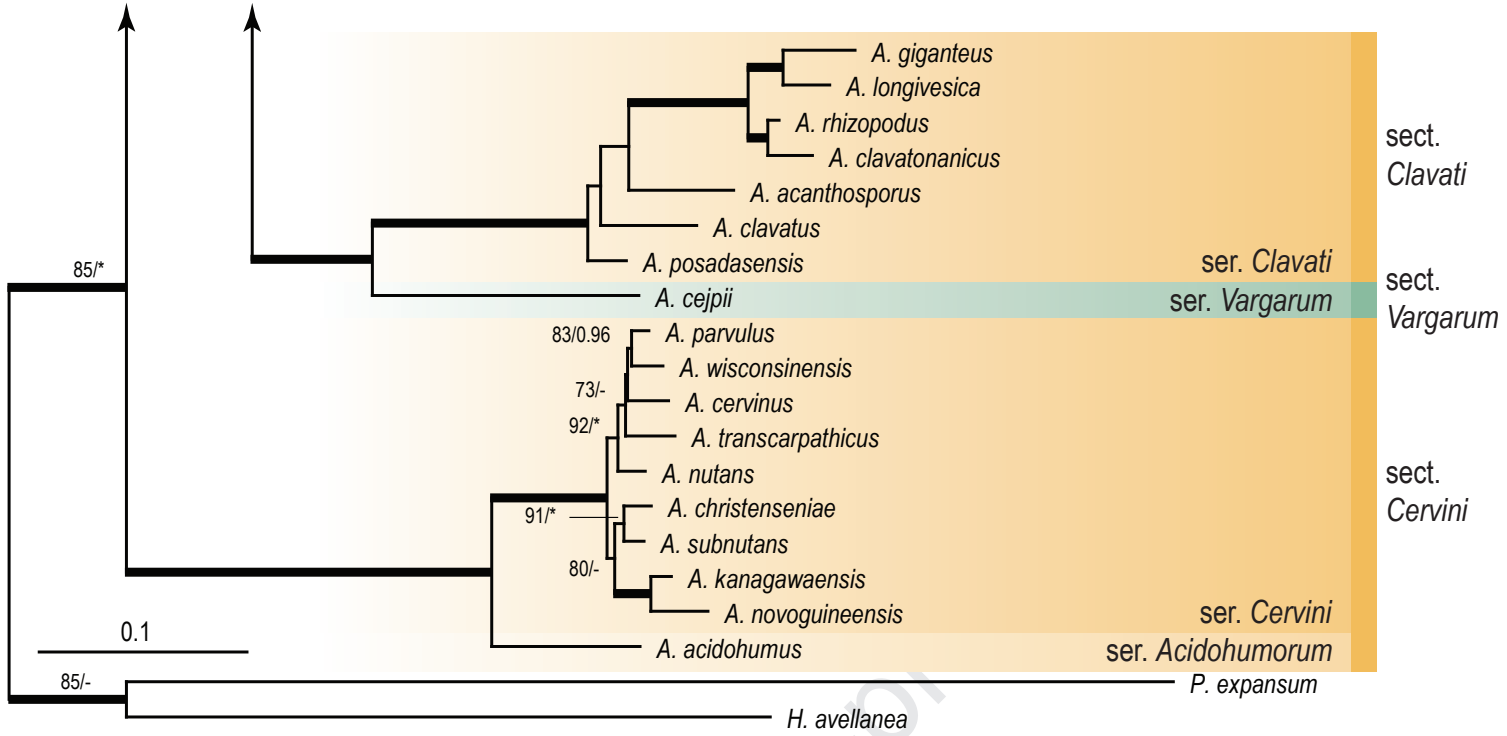 A. giganteus
A. longivesica
A. rhizopodus
A. clavatonanicus
A. acanthosporus
A. clavatus
A. posadasensis
ser. Clavati
sect.
Clavati
A. cejpii
ser. Vargarum
sect.
Vargarum
85/*
83/0.96
A. parvulus
A. wisconsinensis
73/-
A. cervinus
92/*
A. transcarpathicus
A. nutans
A. christenseniae
91/*
A. subnutans
80/-
A. kanagawaensis
A. novoguineensis
ser. Cervini
sect.
Cervini
A. acidohumus
ser. Acidohumorum
0.1
85/-
P. expansum
H. avellanea